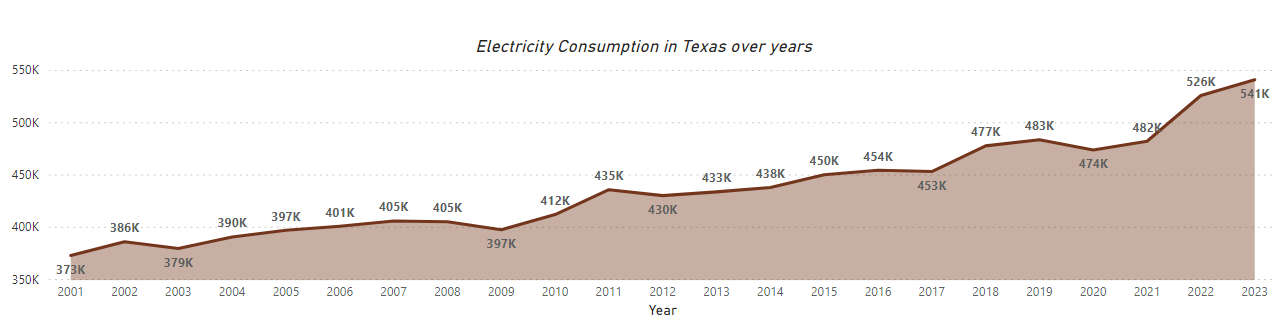 Electricity Consumption in Texas over years
550K
500K
450K
400K
350K
373K
386K
379K
390K
397K
401K
405K
405K
397K
412K
435K
430K
433K
438K
450K
454K
453K
477K
483K
474K
482K
526K
541K
2001 2002 2003 2004 2005 2006 2007 2008 2009 2010 2011 2012 2013 2014 2015 2016 2017 2018 2019 2020 2021 2022 2023
Year